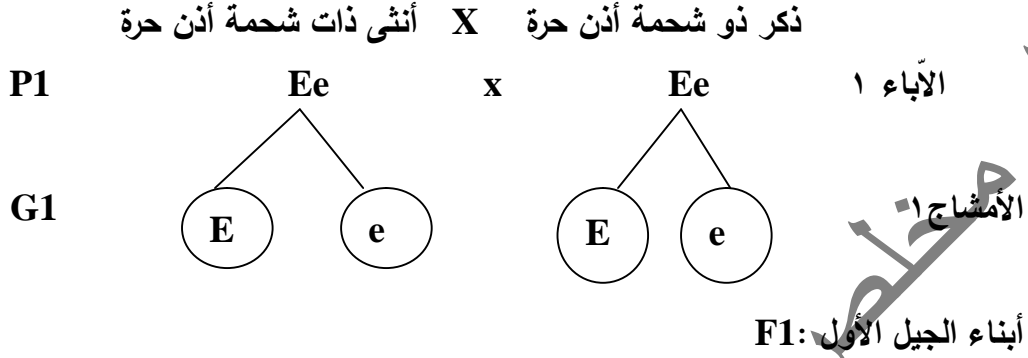 ذكر ذو شحمة أذن حرة X أنثى ذات شحمة أذن حرة
P1 Ee x Ee الآباء ١
G1 E e E e الأمشاج١
أبناء الجيل الأول :F1